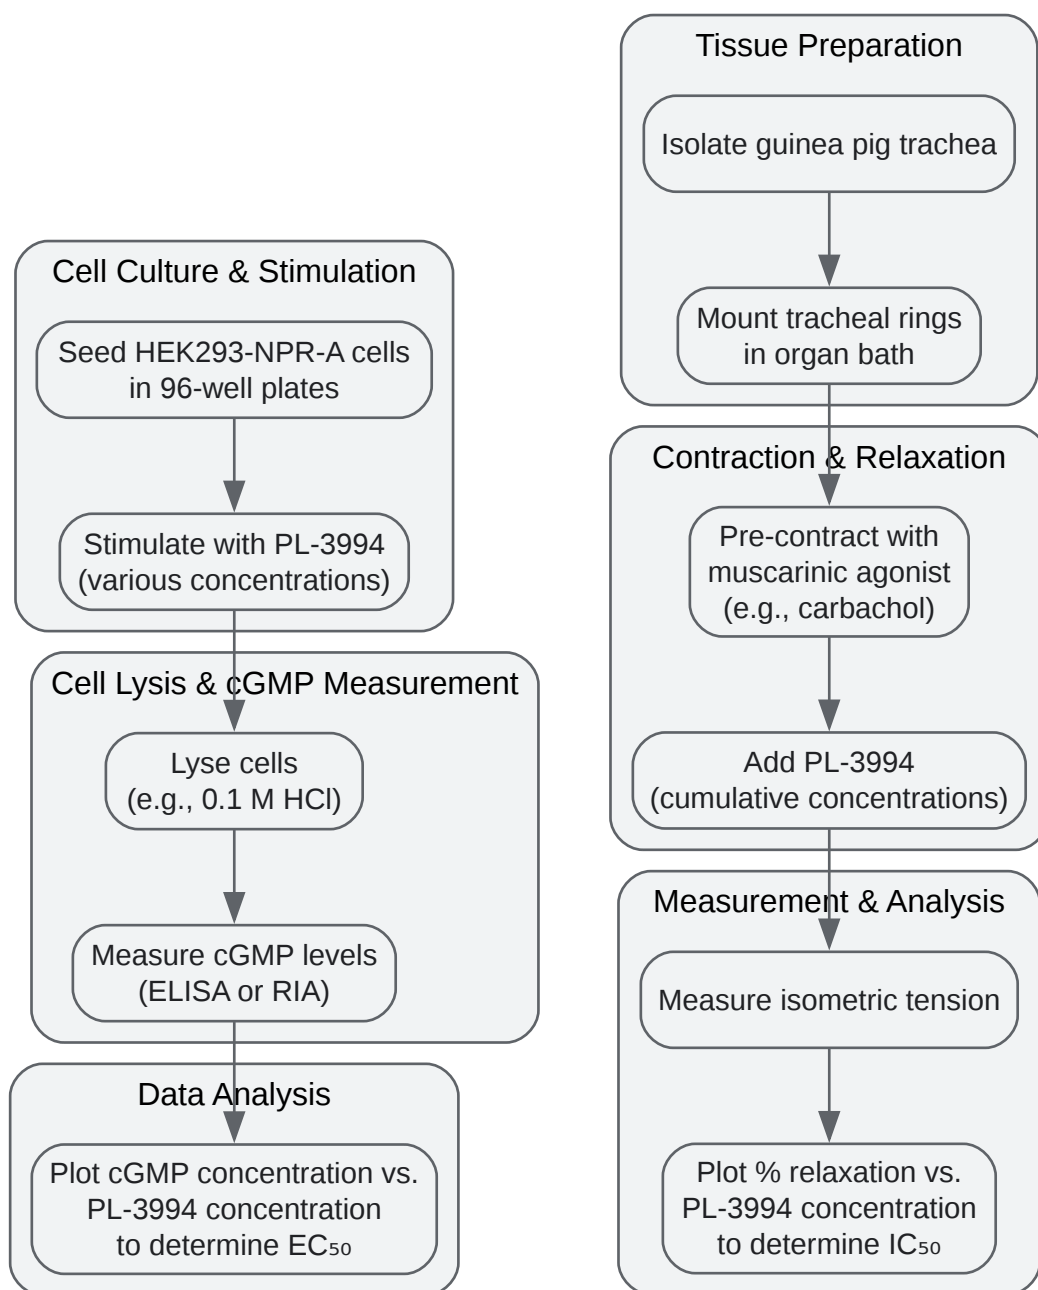 Cell Culture & Stimulation
Seed HEK293-NPR-A cells
in 96-well plates
Stimulate with PL-3994
(various concentrations)
Cell Lysis & cGMP Measurement
Lyse cells
(e.g., 0.1 M HCl)
Measure cGMP levels
(ELISA or RIA)
Data Analysis
Plot cGMP concentration vs.
PL-3994 concentration
to determine EC₅₀
Tissue Preparation
Isolate guinea pig trachea
Mount tracheal rings
in organ bath
Contraction & Relaxation
Pre-contract with
muscarinic agonist
(e.g., carbachol)
Add PL-3994
(cumulative concentrations)
Measurement & Analysis
Measure isometric tension
Plot % relaxation vs.
PL-3994 concentration
to determine IC₅₀